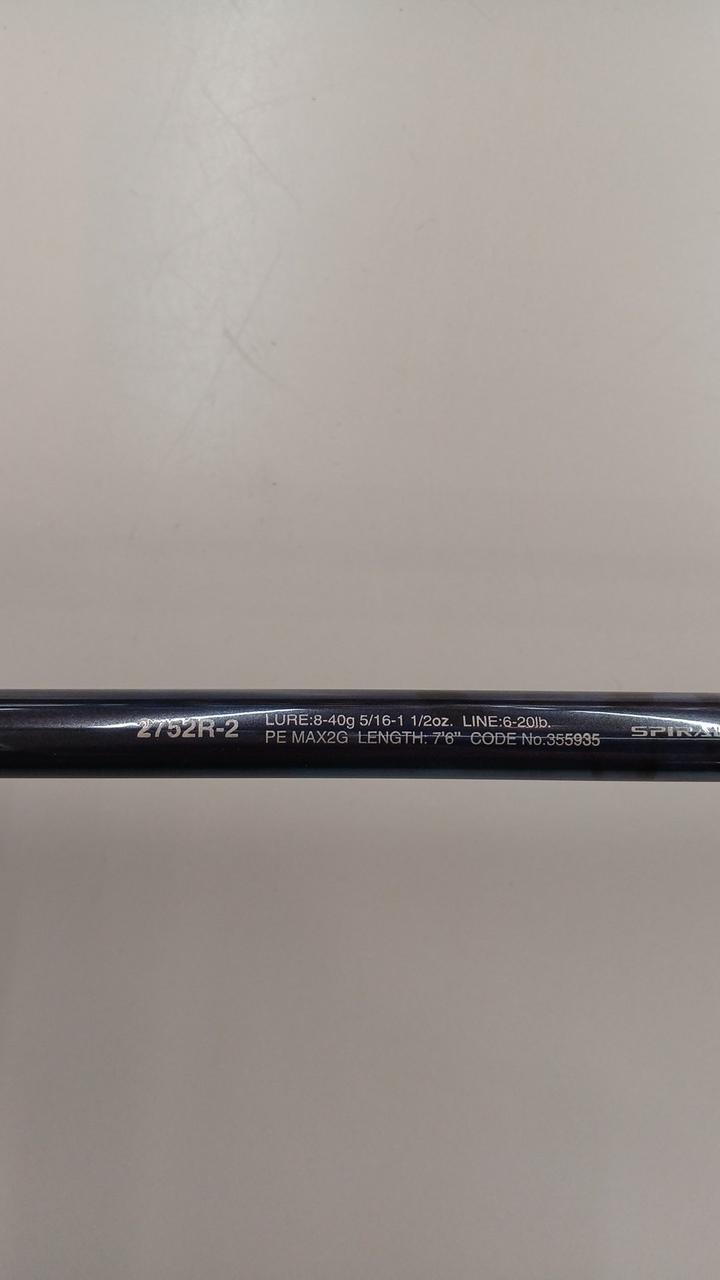 2752R-2
LURE:8-40g 5/16-1 1/2oz. LINE:6-20lb.
PE MAX2G LENGTH: 7'6" CODE No.355935